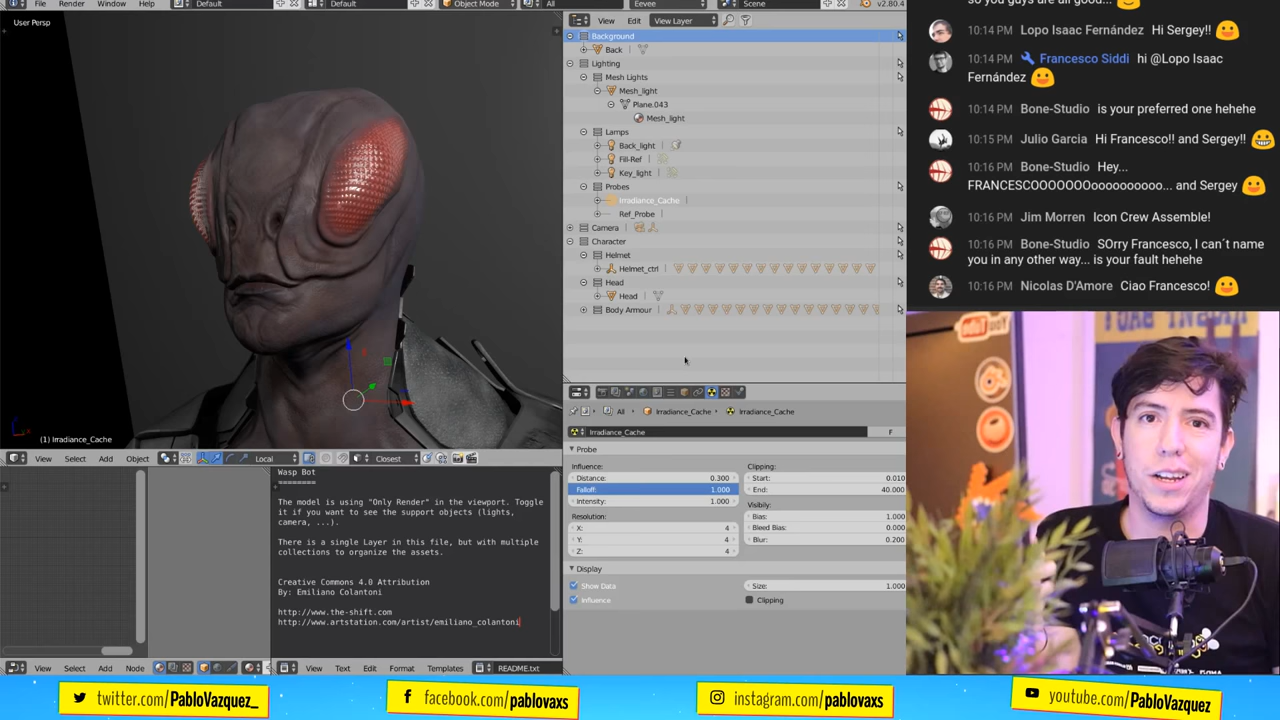 Render
Window
Help
Default
Default
Object Mode
All
Eevee
Scene
v2.80.4
User Persp
View
Edit
View Layer
Background
Back
Lighting
Mesh Lights
Mesh_light
Plane.043
Mesh_light
Lamps
Back_light
Fill-Ref
Key_light
Probes
Irradiance_Cache
Ref_Probe
Camera
Character
Helmet
Helmet_ctrl
Head
Head
Body Armour
(1) Irradiance_Cache
View
Select
Add
Object
Local
Closest
All
Irradiance_Cache
Irradiance_Cache
Irradiance_Cache
F
Probe
Influence:
Distance: 0.300
Falloff: 1.000
Intensity: 1.000
Resolution:
X: 4
Y: 4
Z: 4
Clipping:
Start: 0.010
End: 40.000
Visibily:
Bias: 1.000
Bleed Bias: 0.000
Blur: 0.200
Display
Show Data
Influence
Size: 1.000
Clipping
Wasp Bot
========
The model is using "Only Render" in the viewport. Toggle
it if you want to see the support objects (lights,
camera, ...).
There is a single Layer in this file, but with multiple
collections to organize the assets.
Creative Commons 4.0 Attribution
By: Emiliano Colantoni
http://www.the-shift.com
http://www.artstation.com/artist/emiliano_colantoni
View
Select
Add
Node
View
Text
Edit
Format
Templates
README.txt
so you guys are all good...
10:14 PM Lopo Isaac Fernández Hi Sergey!!
10:14 PM Francesco Siddi hi @Lopo Isaac
Fernández
10:14 PM Bone-Studio is your preferred one hehehe
10:15 PM Julio Garcia Hi Francesco!! and Sergey!!
10:16 PM Bone-Studio Hey...
FRANCESCOOOOOOOoooooooooo... and Sergey
10:16 PM Jim Morren Icon Crew Assemble!
10:16 PM Bone-Studio SOrry Francesco, I can´t name
you in any other way... is your fault hehehe
10:16 PM Nicolas D'Amore Ciao Francesco!
twitter.com/PabloVazquez_
facebook.com/pablovaxs
instagram.com/pablovaxs
youtube.com/PabloVazquez